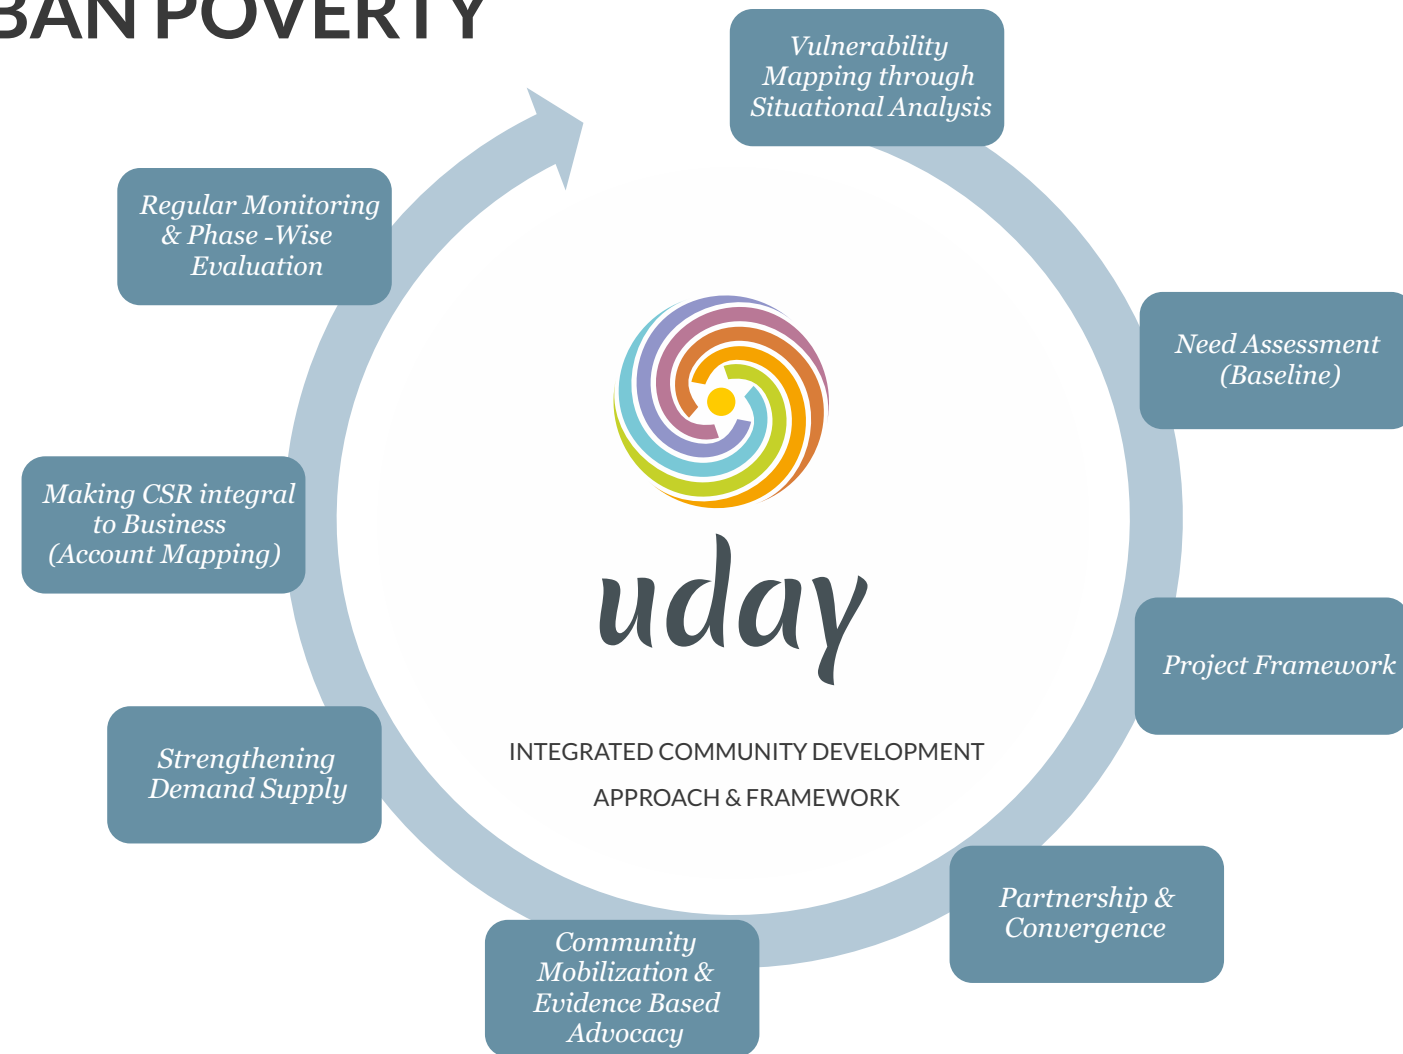 BAN POVERTY
Vulnerability
Mapping through
Situational Analysis
Need Assessment
(Baseline)
Project Framework
Partnership &
Convergence
Community
Mobilization &
Evidence Based
Advocacy
Strengthening
Demand Supply
Making CSR integral
to Business
(Account Mapping)
Regular Monitoring
& Phase -Wise
Evaluation
uday
INTEGRATED COMMUNITY DEVELOPMENT
APPROACH & FRAMEWORK